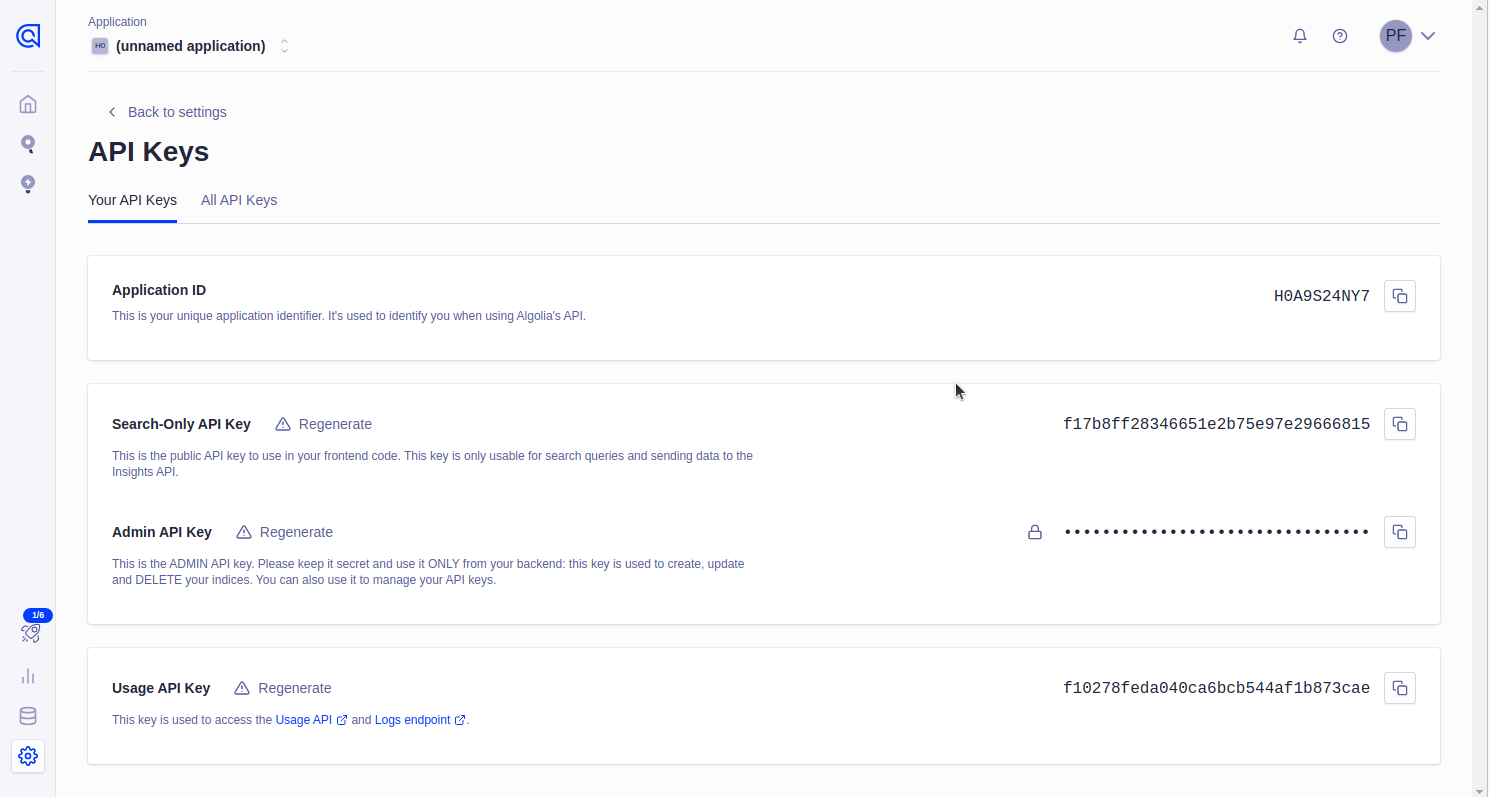 Application
H0 (unnamed application)
PF
Back to settings
API Keys
Your API Keys
All API Keys
Application ID
H0A9S24NY7
This is your unique application identifier. It's used to identify you when using Algolia's API.
Search-Only API Key
Regenerate
f17b8ff28346651e2b75e97e29666815
This is the public API key to use in your frontend code. This key is only usable for search queries and sending data to the
Insights API.
Admin API Key
Regenerate
••••••••••••••••••••••••••••••••
This is the ADMIN API key. Please keep it secret and use it ONLY from your backend: this key is used to create, update
and DELETE your indices. You can also use it to manage your API keys.
1/6
Usage API Key
Regenerate
f10278feda040ca6bcb544af1b873cae
This key is used to access the Usage API and Logs endpoint.